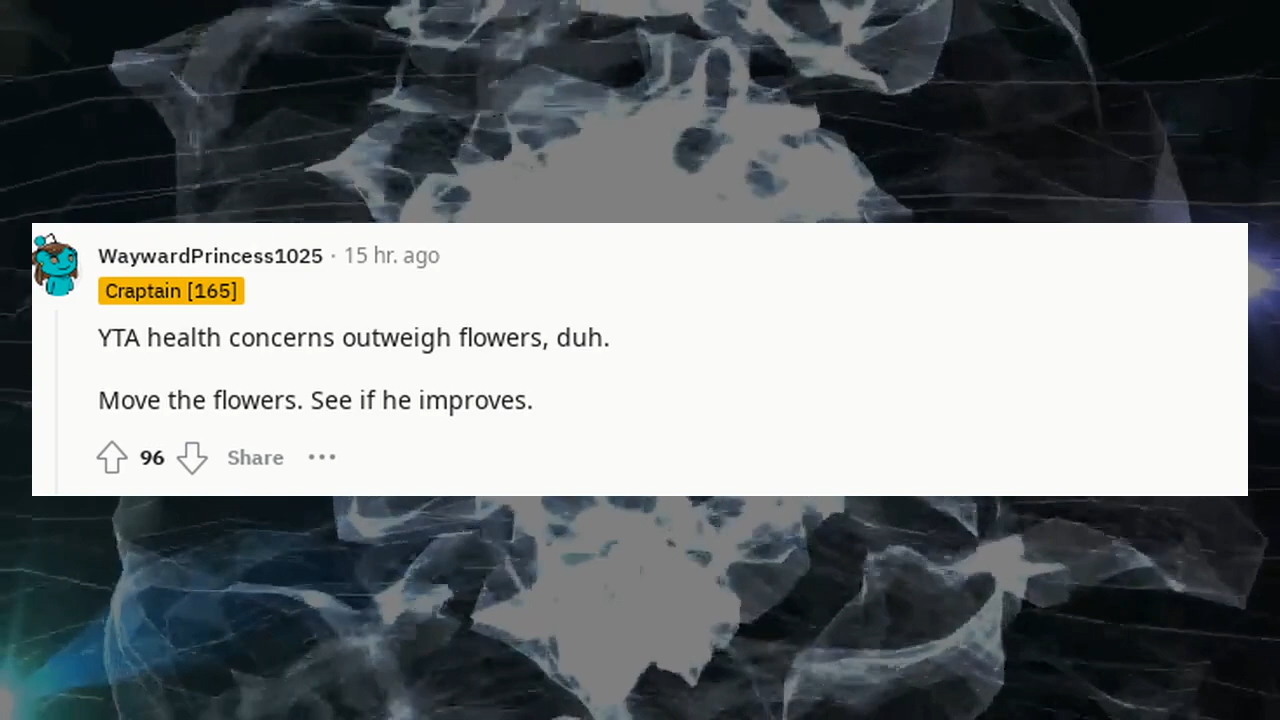 WaywardPrincess1025 · 15 hr. ago
Craptain [165]
YTA health concerns outweigh flowers, duh.
Move the flowers. See if he improves.
96 Share ···